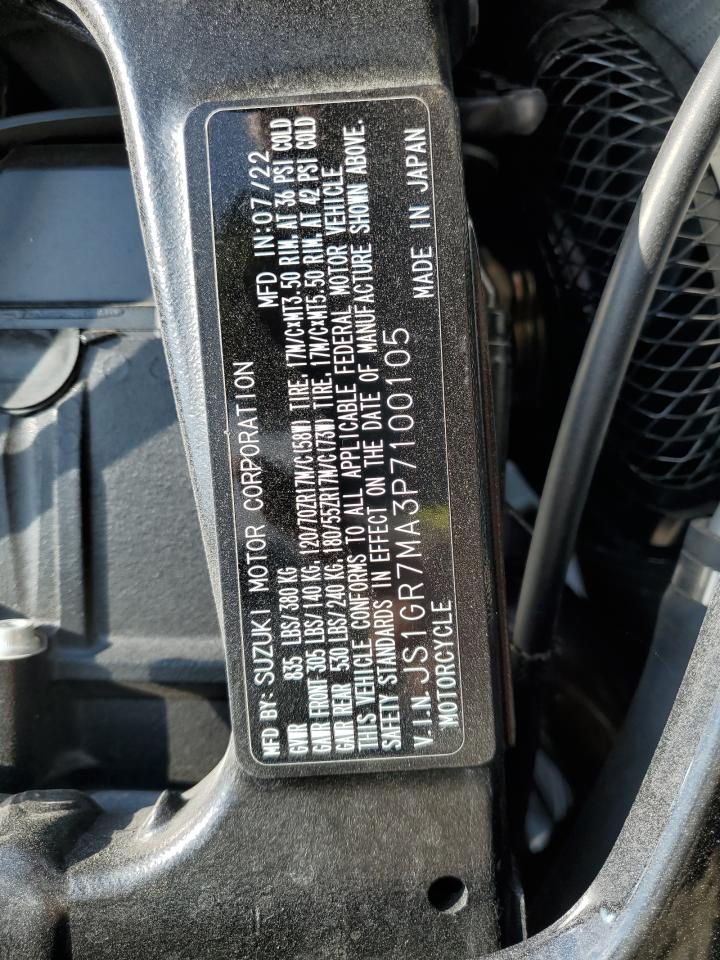 MFD BY: SUZUKI MOTOR CORPORATION MFD IN:07/22
GVWR 835 LBS/380 KG
GAWR FRONT 305 LBS/140 KG, 120/70ZR17M/C(58W) TIRE, 17M/CxMT3.50 RIM, AT 36 PSI COLD
GAWR REAR 530 LBS/240 KG, 180/55ZR17M/C(73W) TIRE, 17M/CxMT5.50 RIM, AT 42 PSI COLD
THIS VEHICLE CONFORMS TO ALL APPLICABLE FEDERAL MOTOR VEHICLE
SAFETY STANDARDS IN EFFECT ON THE DATE OF MANUFACTURE SHOWN ABOVE.
V.I.N. JS1GR7MA3P7100105 MADE IN JAPAN
MOTORCYCLE